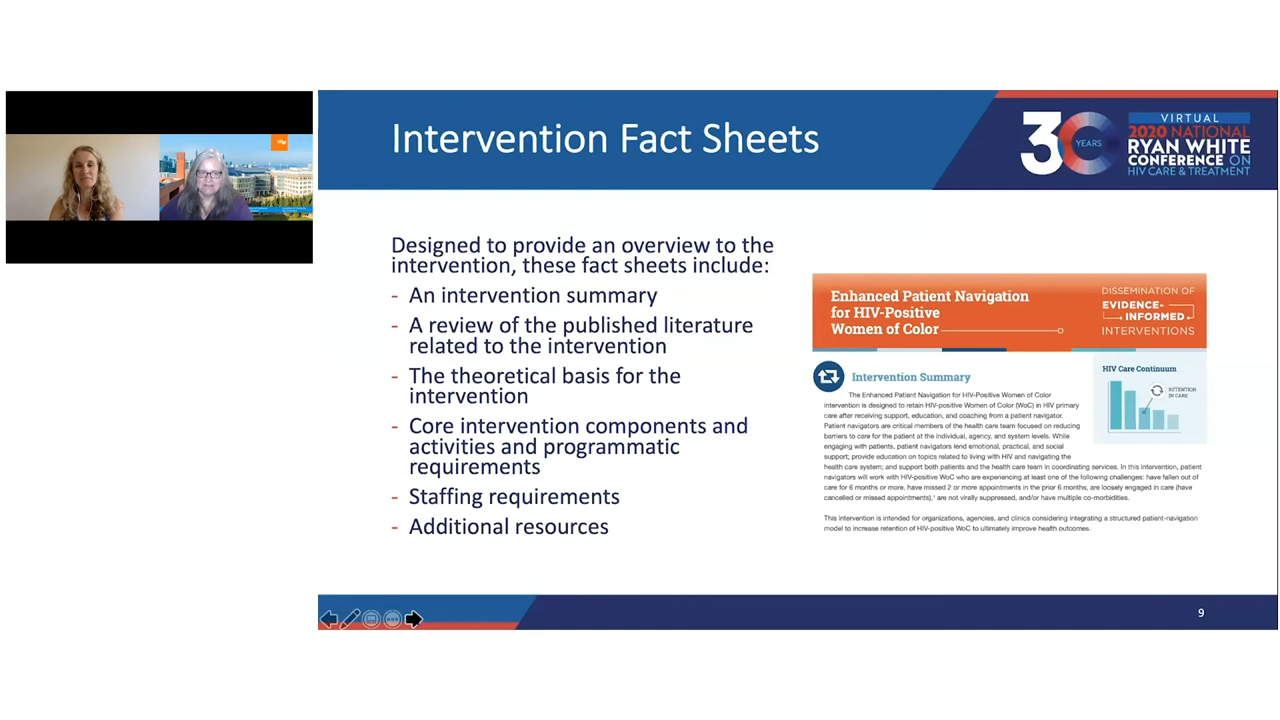 Intervention Fact Sheets
30
YEARS
VIRTUAL
2020 NATIONAL
RYAN WHITE
CONFERENCE ON
HIV CARE & TREATMENT
Designed to provide an overview to the
intervention, these fact sheets include:
- An intervention summary
- A review of the published literature
related to the intervention
- The theoretical basis for the
intervention
- Core intervention components and
activities and programmatic
requirements
- Staffing requirements
- Additional resources
Enhanced Patient Navigation
for HIV-Positive
Women of Color
DISSEMINATION OF
EVIDENCE-
INFORMED
INTERVENTIONS
Intervention Summary
The Enhanced Patient Navigation for HIV-Positive Women of Color
intervention is designed to retain HIV-positive Women of Color (WoC) in HIV primary
care after receiving support, education, and coaching from a patient navigator.
Patient navigators are critical members of the health care team focused on reducing
barriers to care for the patient at the individual, agency, and system levels. While
engaging with patients, patient navigators lend emotional, practical, and social
support; provide education on topics related to living with HIV and navigating the
health care system; and support both patients and the health care team in coordinating services. In this intervention, patient
navigators will work with HIV-positive WoC who are experiencing at least one of the following challenges: have fallen out of
care for 6 months or more, have missed 2 or more appointments in the prior 6 months, are loosely engaged in care (have
cancelled or missed appointments),¹ are not virally suppressed, and/or have multiple co-morbidities.
This intervention is intended for organizations, agencies, and clinics considering integrating a structured patient-navigation
model to increase retention of HIV-positive WoC to ultimately improve health outcomes.
HIV Care Continuum
RETENTION
IN CARE
9